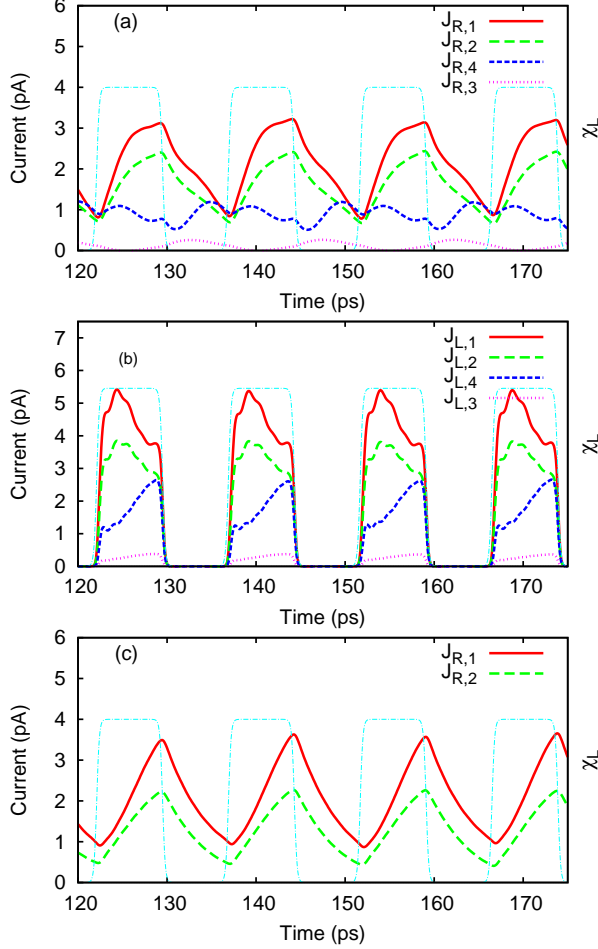 (a)
J_R,1
J_R,2
J_R,4
J_R,3
6
5
4
3
2
1
0
Current (pA)
χ_L
120 130 140 150 160 170
Time (ps)
(b)
J_L,1
J_L,2
J_L,4
J_L,3
7
6
5
4
3
2
1
0
Current (pA)
χ_L
120 130 140 150 160 170
Time (ps)
(c)
J_R,1
J_R,2
6
5
4
3
2
1
0
Current (pA)
χ_L
120 130 140 150 160 170
Time (ps)